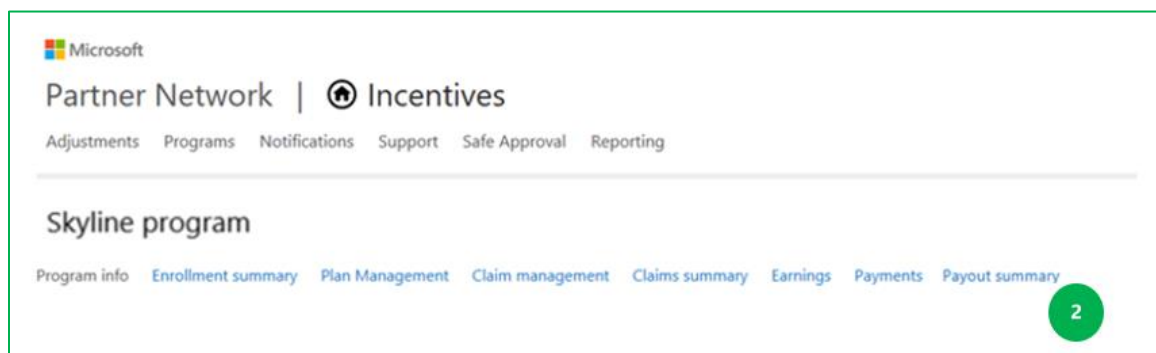 Microsoft
Partner Network | Incentives
Adjustments Programs Notifications Support Safe Approval Reporting
Skyline program
Program info Enrollment summary Plan Management Claim management Claims summary Earnings Payments Payout summary
2